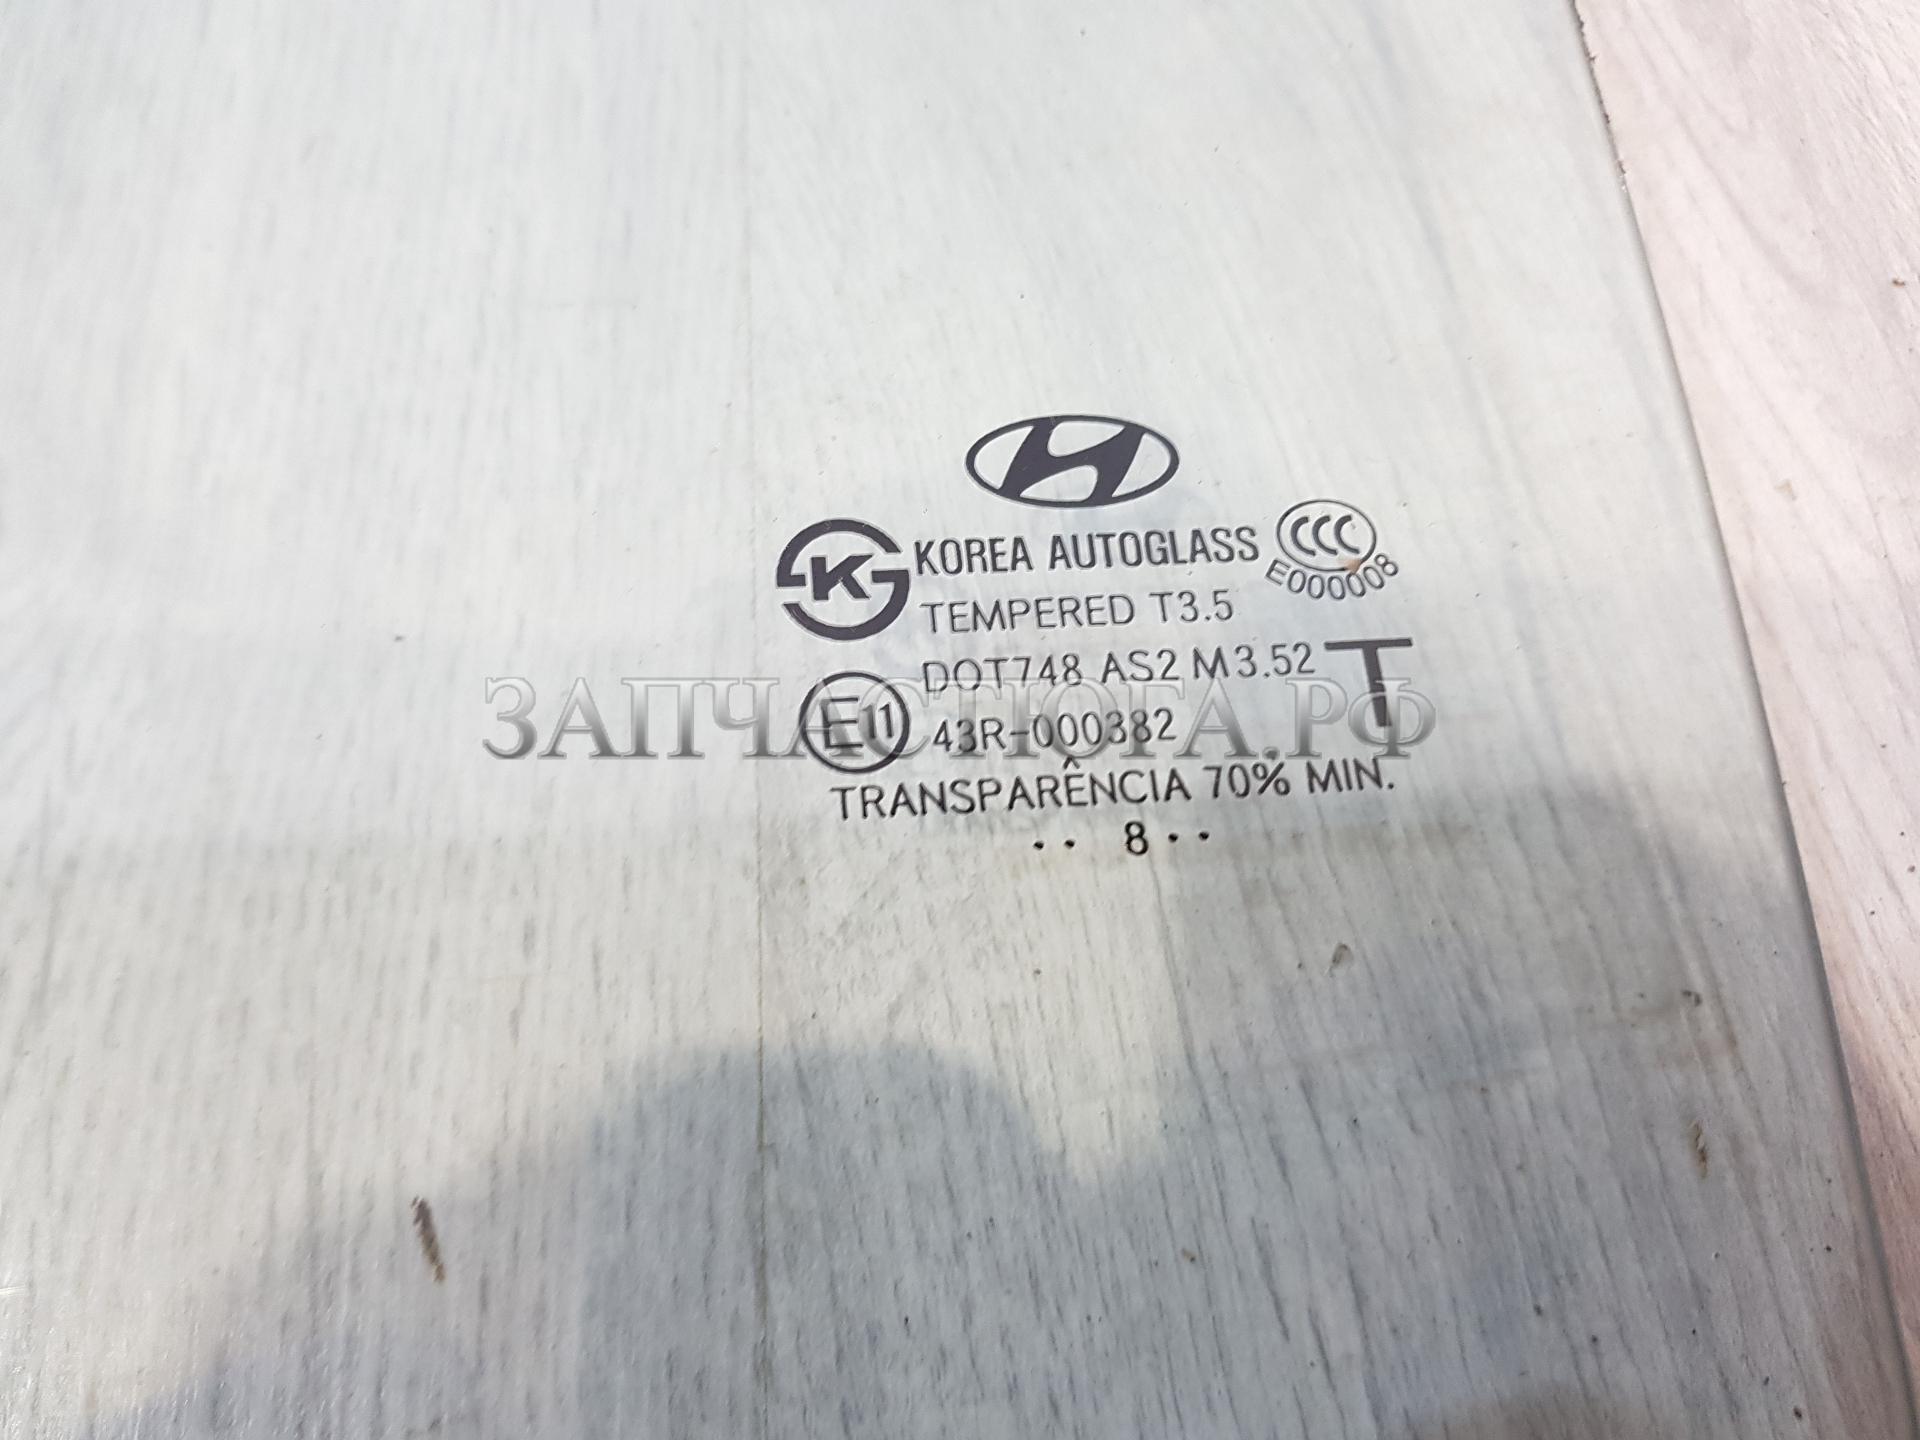 KOREA AUTOGLASS
CCC
E000008
K
TEMPERED T3.5
DOT748 AS2 M3.52
T
E11
43R-000382
TRANSPARÊNCIA 70% MIN.
.. 8 ..
ЗАПЧАСТЮГА.РФ